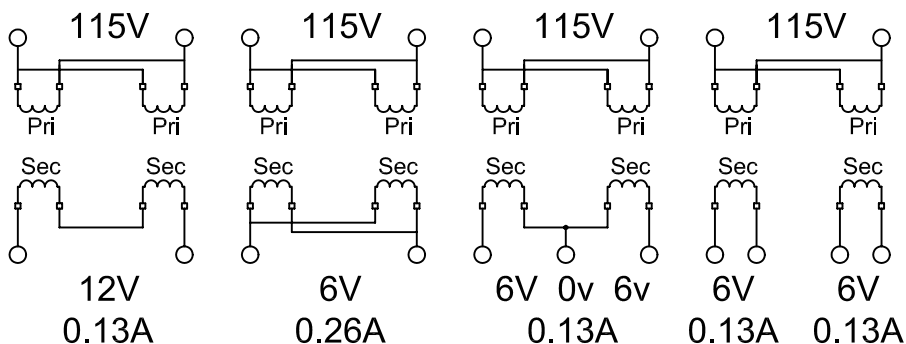 115V 115V 115V 115V
Pri Pri Pri Pri Pri Pri Pri Pri
Sec Sec Sec Sec Sec Sec Sec Sec
12V 6V 6V 0v 6v 6V 6V
0.13A 0.26A 0.13A 0.13A 0.13A